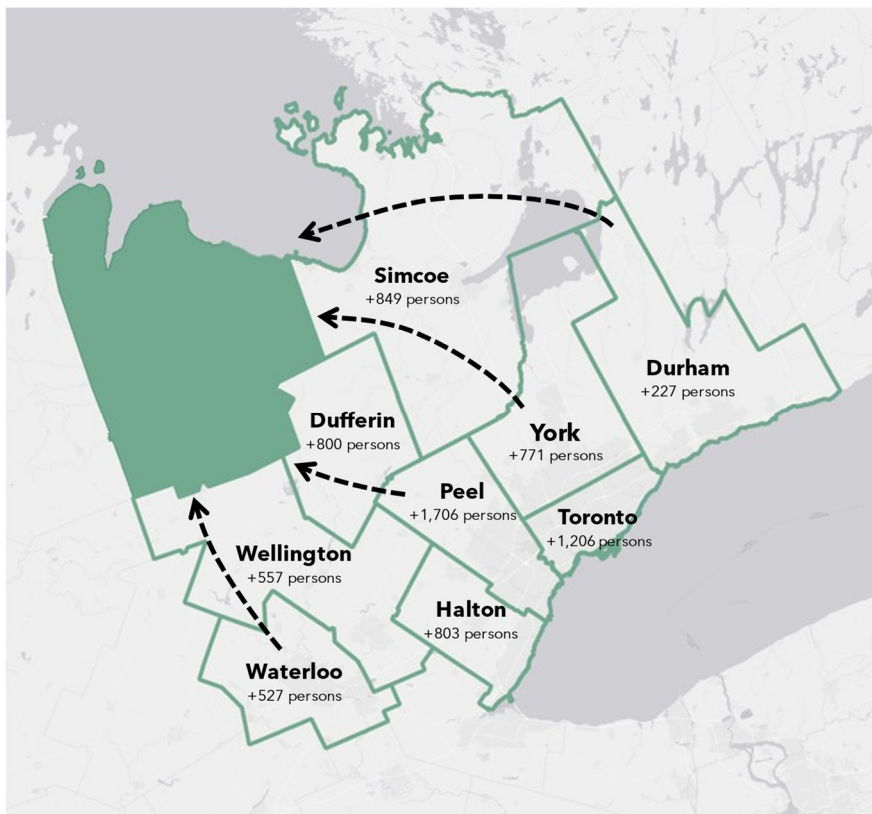 Simcoe
+849 persons
Durham
+227 persons
Dufferin
+800 persons
York
+771 persons
Peel
+1,706 persons
Toronto
+1,206 persons
Wellington
+557 persons
Halton
+803 persons
Waterloo
+527 persons